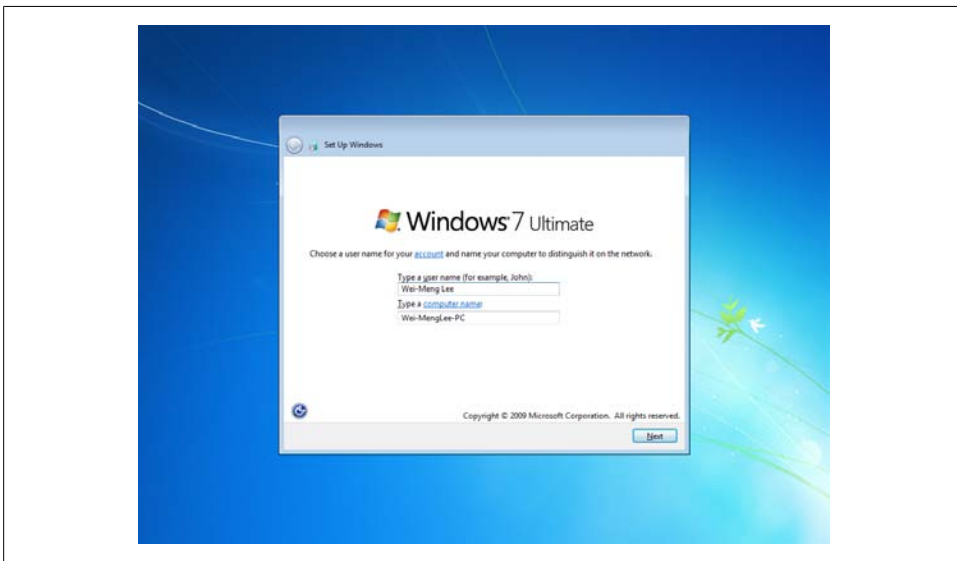 Set Up Windows
Windows 7 Ultimate
Choose a user name for your account and name your computer to distinguish it on the network.
Type a user name (for example, John):
Wei-Meng Lee
Type a computer name:
Wei-MengLee-PC
Copyright © 2009 Microsoft Corporation. All rights reserved.
Next